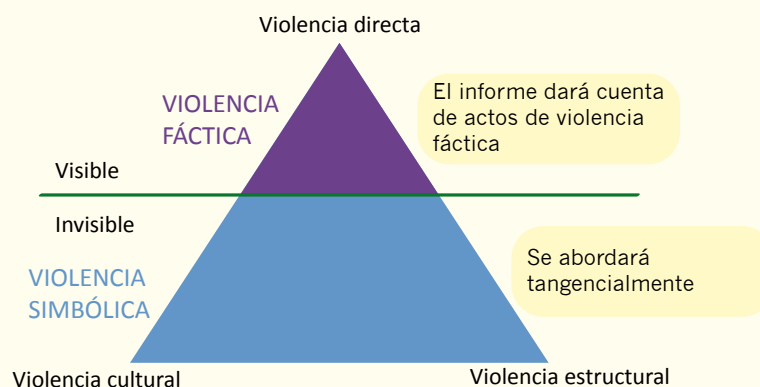 Violencia directa
VIOLENCIA
FÁCTICA
El informe dará cuenta
de actos de violencia
fáctica
Visible
Invisible
VIOLENCIA
SIMBÓLICA
Se abordará
tangencialmente
Violencia cultural
Violencia estructural